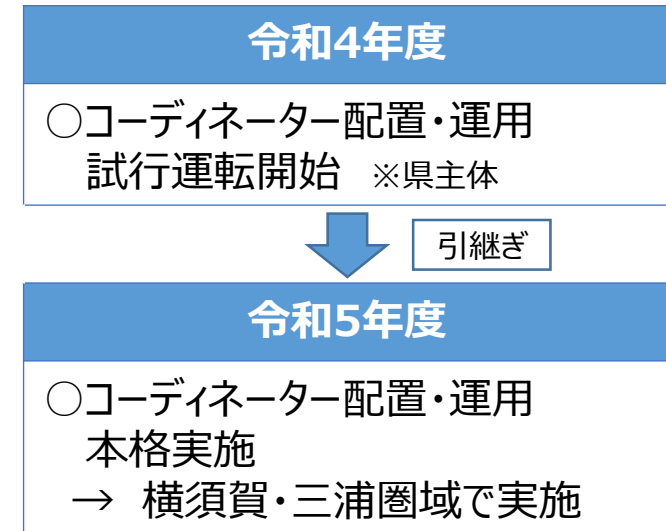 令和4年度
○コーディネーター配置・運用
試行運転開始 ※県主体
引継ぎ
令和5年度
○コーディネーター配置・運用
本格実施
→ 横須賀・三浦圏域で実施